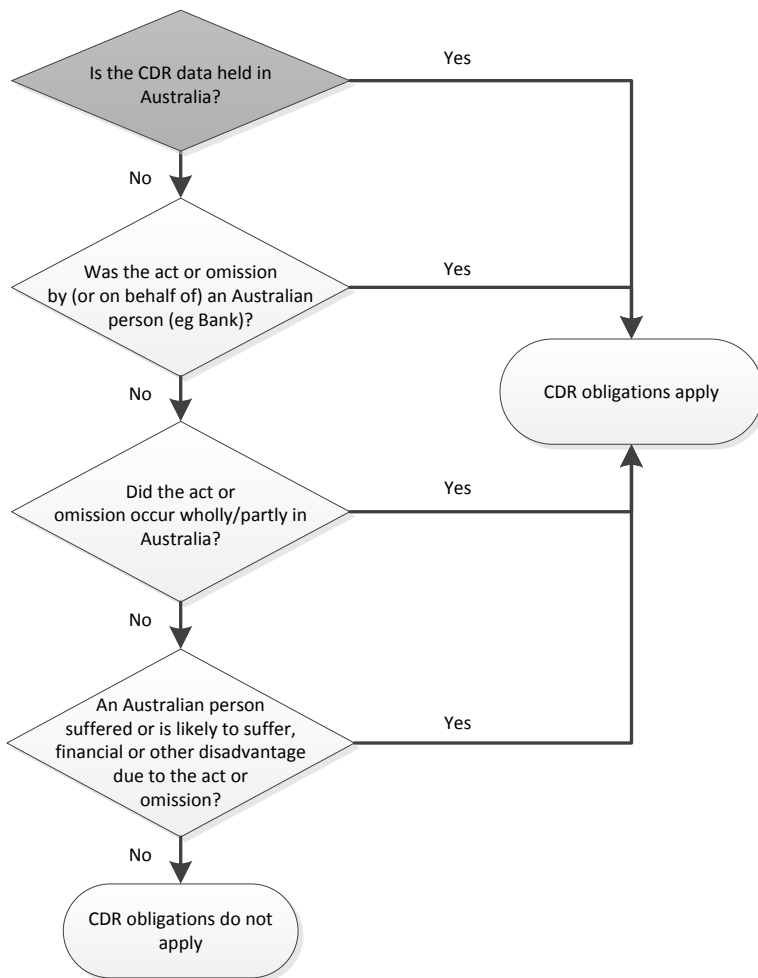 Is the CDR data held in
Australia?
Yes
No
Was the act or omission
by (or on behalf of) an Australian
person (eg Bank)?
Yes
CDR obligations apply
No
Did the act or
omission occur wholly/partly in
Australia?
Yes
No
An Australian person
suffered or is likely to suffer,
financial or other disadvantage
due to the act or
omission?
Yes
No
CDR obligations do not
apply